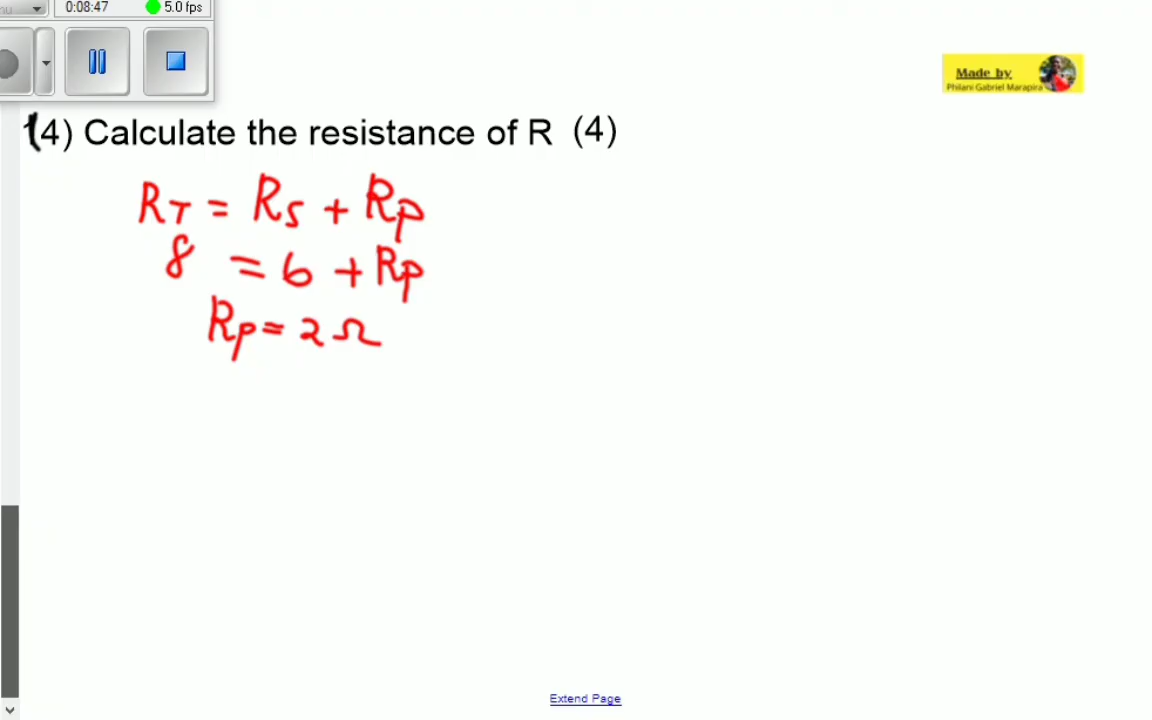 0:08:47 5.0 fps
Made by
Philani Gabriel Marapira
(4) Calculate the resistance of R (4)
RT = RS + RP
8 = 6 + RP
RP = 2 Ω
Extend Page